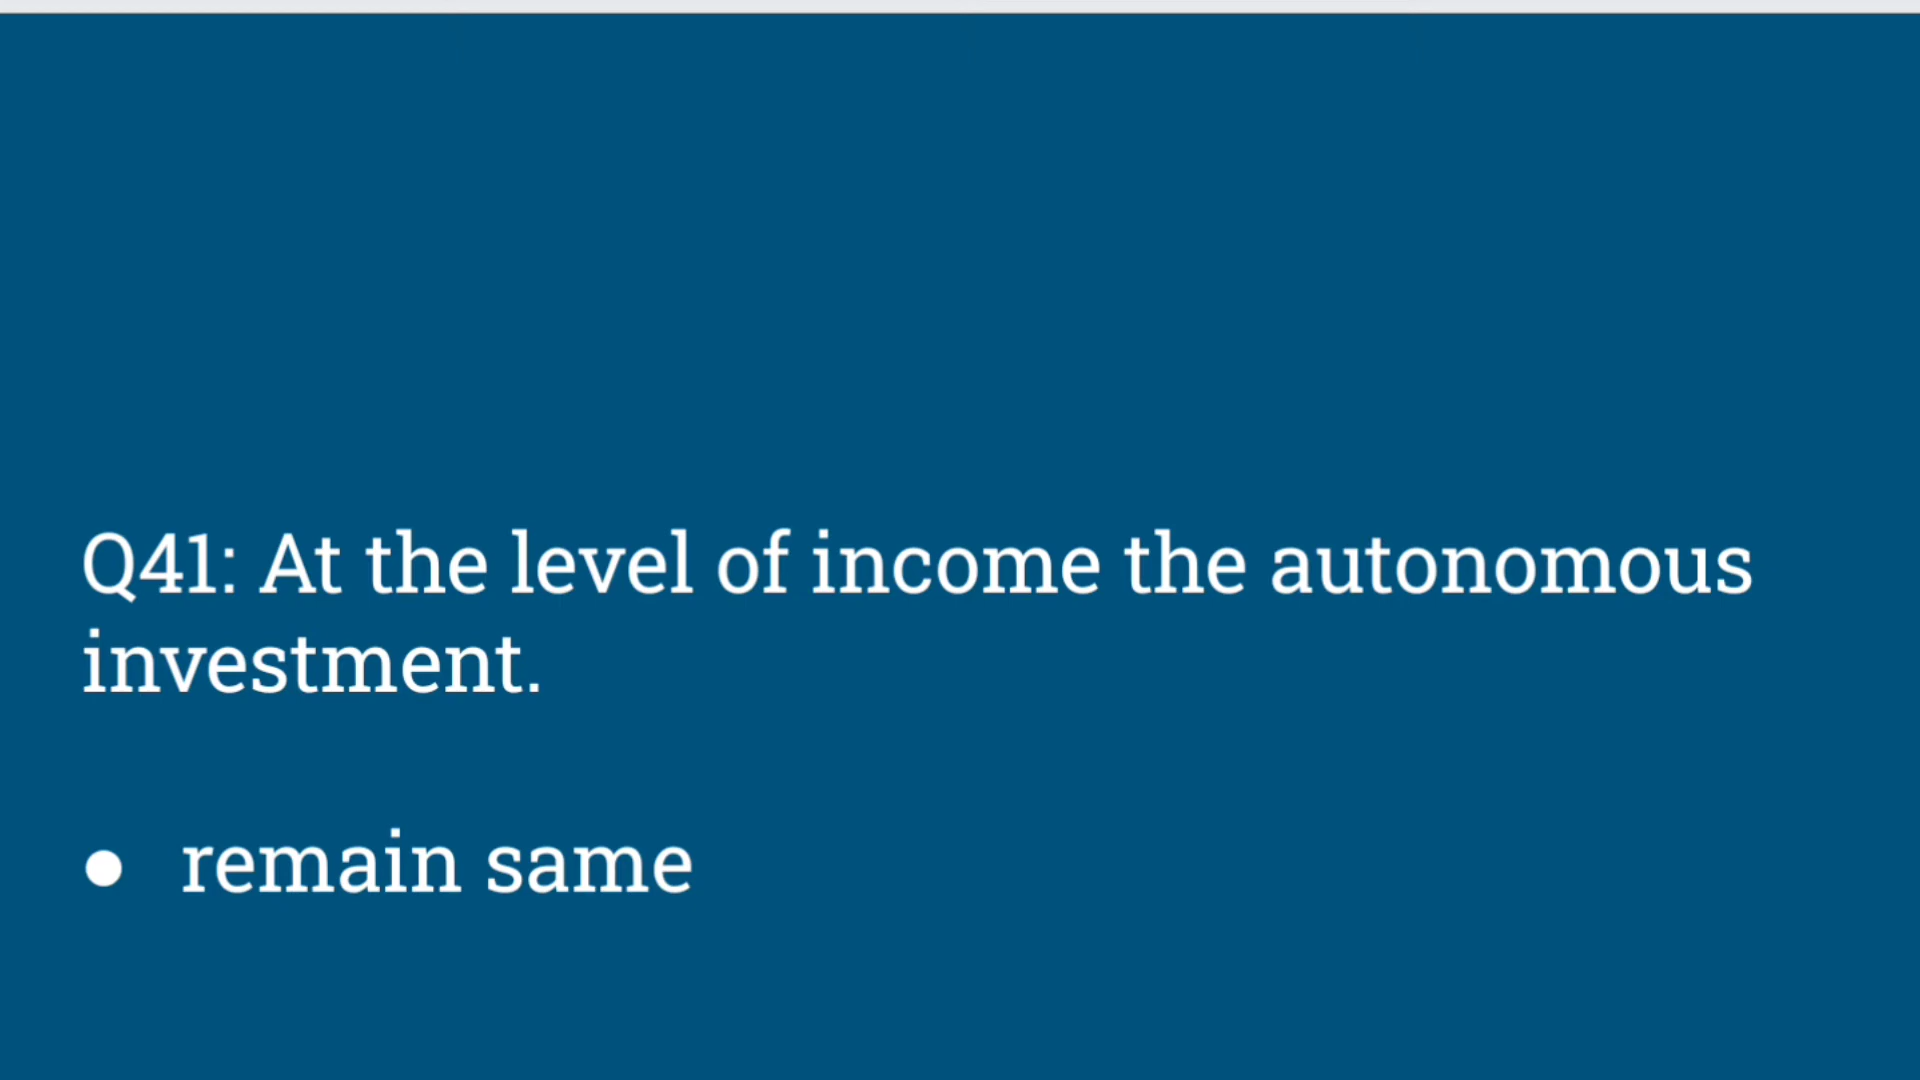 Q41: At the level of income the autonomous
investment.
● remain same